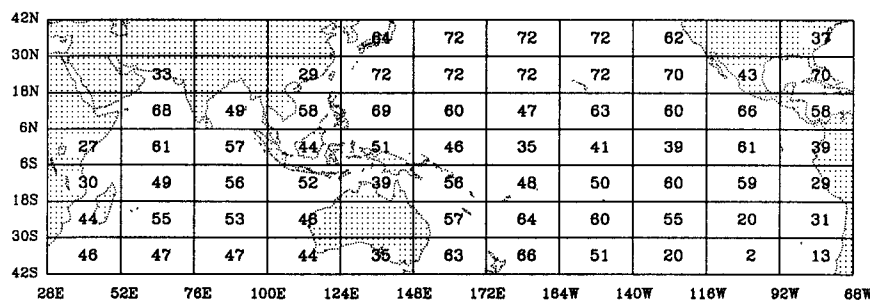 42N
64 72 72 72 62 37
30N
33 29 72 72 72 72 70 43 70
18N
68 49 58 69 60 47 63 60 66 58
6N
27 61 57 44 51 46 35 41 39 61 39
6S
30 49 56 52 39 56 48 50 60 59 29
18S
44 55 53 46 57 64 60 55 20 31
30S
46 47 47 44 35 63 66 51 20 2 13
42S
28E 52E 76E 100E 124E 148E 172E 164W 140W 116W 92W 68W